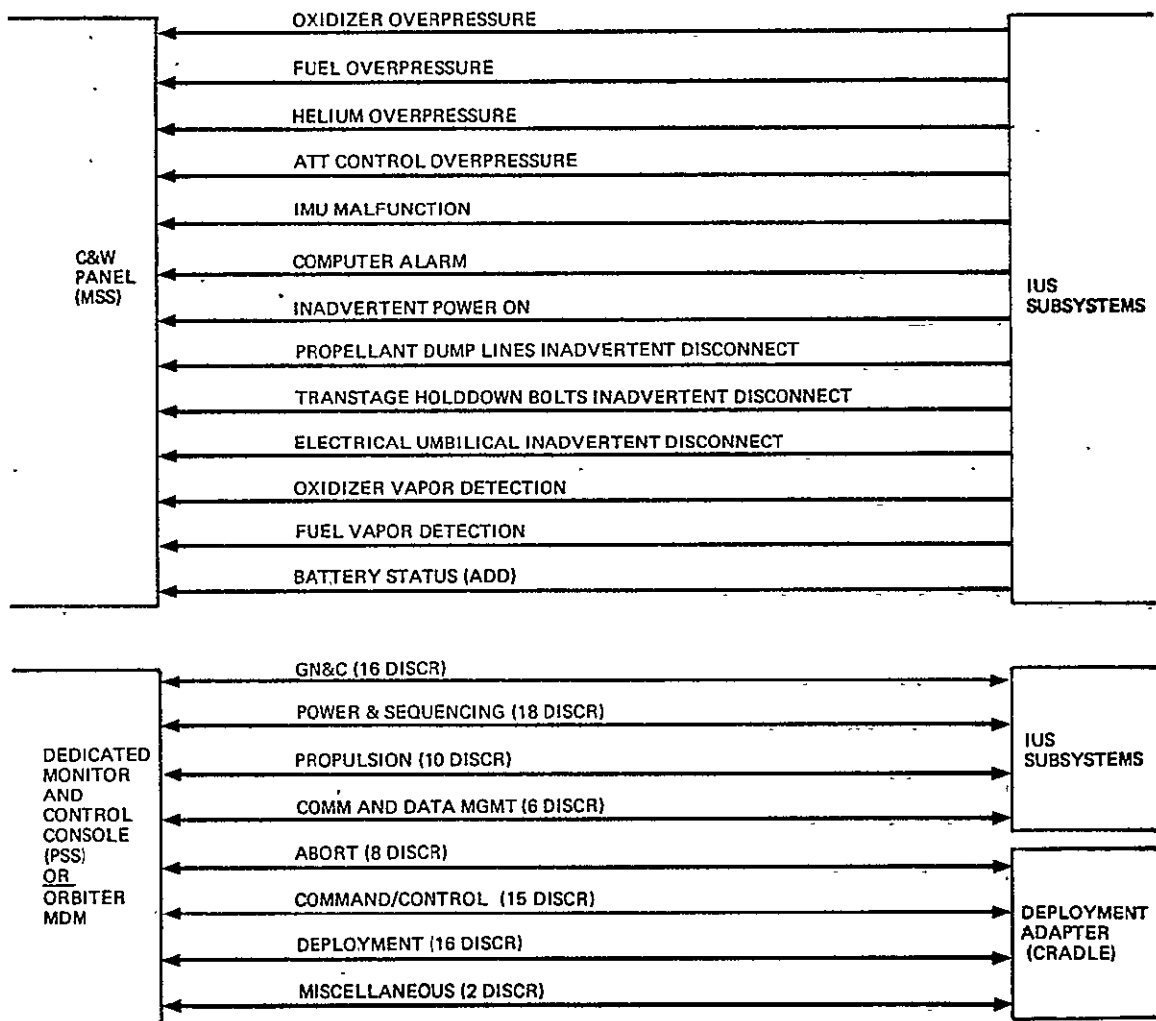 OXIDIZER OVERPRESSURE
FUEL OVERPRESSURE
HELIUM OVERPRESSURE
ATT CONTROL OVERPRESSURE
IMU MALFUNCTION
C&W
PANEL
(MSS)
COMPUTER ALARM
INADVERTENT POWER ON
IUS
SUBSYSTEMS
PROPELLANT DUMP LINES INADVERTENT DISCONNECT
TRANSTAGE HOLDDOWN BOLTS INADVERTENT DISCONNECT
ELECTRICAL UMBILICAL INADVERTENT DISCONNECT
OXIDIZER VAPOR DETECTION
FUEL VAPOR DETECTION
BATTERY STATUS (ADD)
DEDICATED
MONITOR
AND
CONTROL
CONSOLE
(PSS)
OR
ORBITER
MDM
GN&C (16 DISCR)
POWER & SEQUENCING (18 DISCR)
PROPULSION (10 DISCR)
COMM AND DATA MGMT (6 DISCR)
IUS
SUBSYSTEMS
ABORT (8 DISCR)
COMMAND/CONTROL (15 DISCR)
DEPLOYMENT (16 DISCR)
MISCELLANEOUS (2 DISCR)
DEPLOYMENT
ADAPTER
(CRADLE)